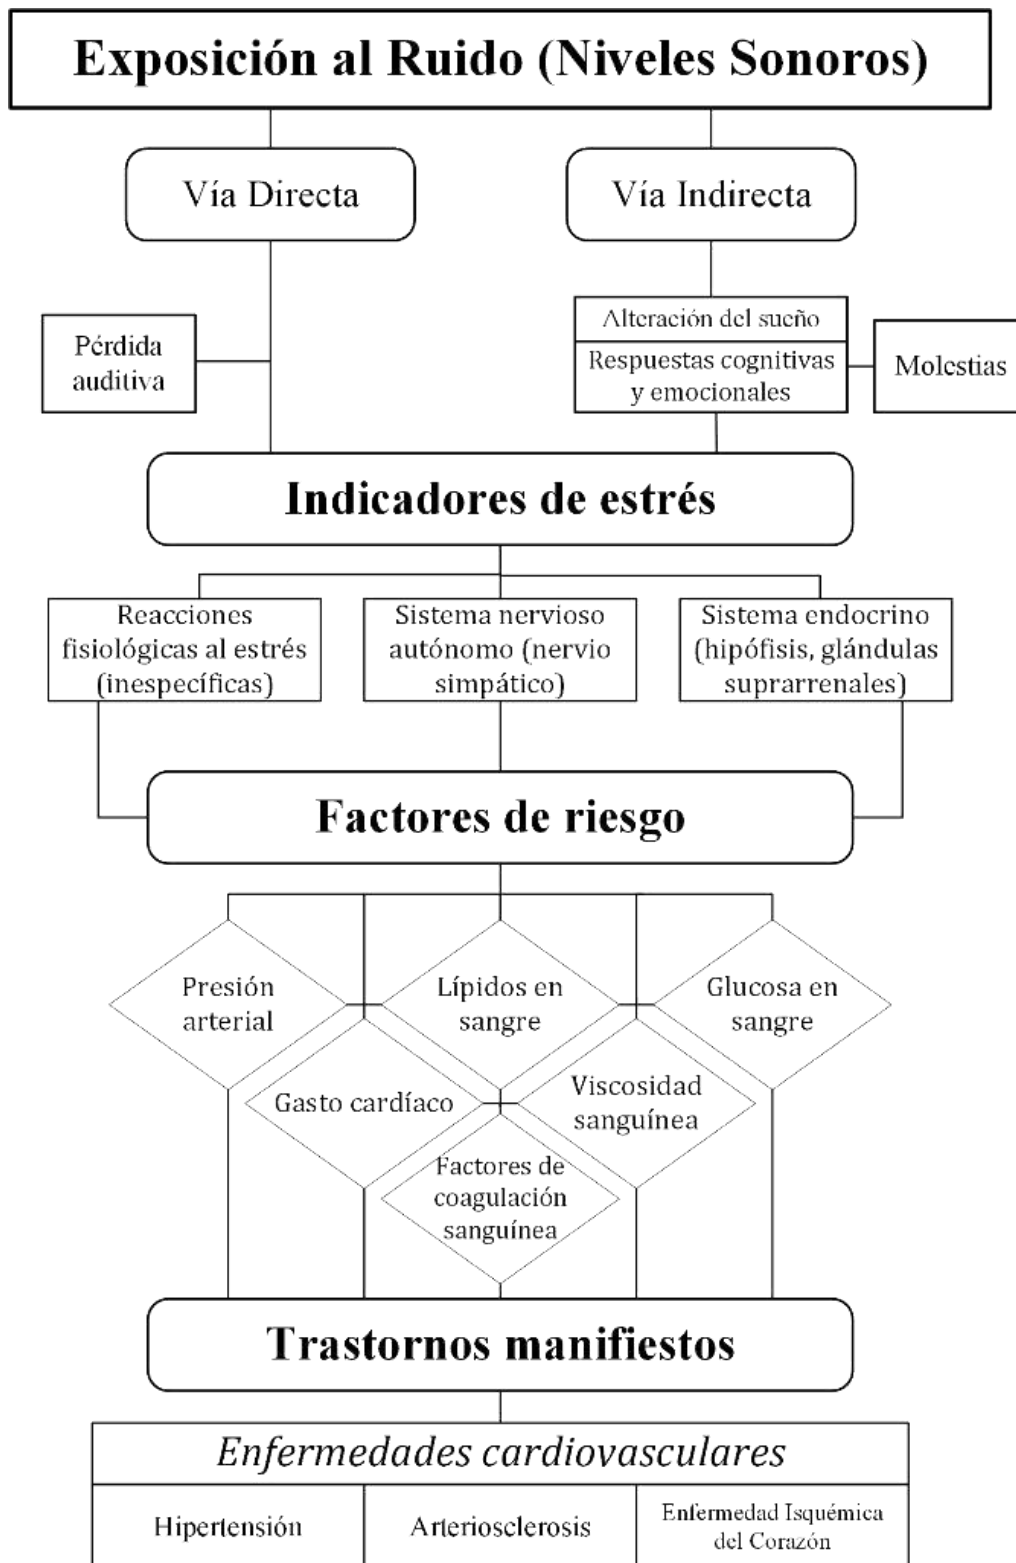 Exposición al Ruido (Niveles Sonoros)
Vía Directa
Vía Indirecta
Pérdida
auditiva
Alteración del sueño
Respuestas cognitivas
y emocionales
Molestias
Indicadores de estrés
Reacciones
fisiológicas al estrés
(inespecíficas)
Sistema nervioso
autónomo (nervio
simpático)
Sistema endocrino
(hipófisis, glándulas
suprarrenales)
Factores de riesgo
Presión
arterial
Lípidos en
sangre
Glucosa en
sangre
Gasto cardíaco
Viscosidad
sanguínea
Factores de
coagulación
sanguínea
Trastornos manifiestos
Enfermedades cardiovasculares
Hipertensión
Arteriosclerosis
Enfermedad Isquémica
del Corazón